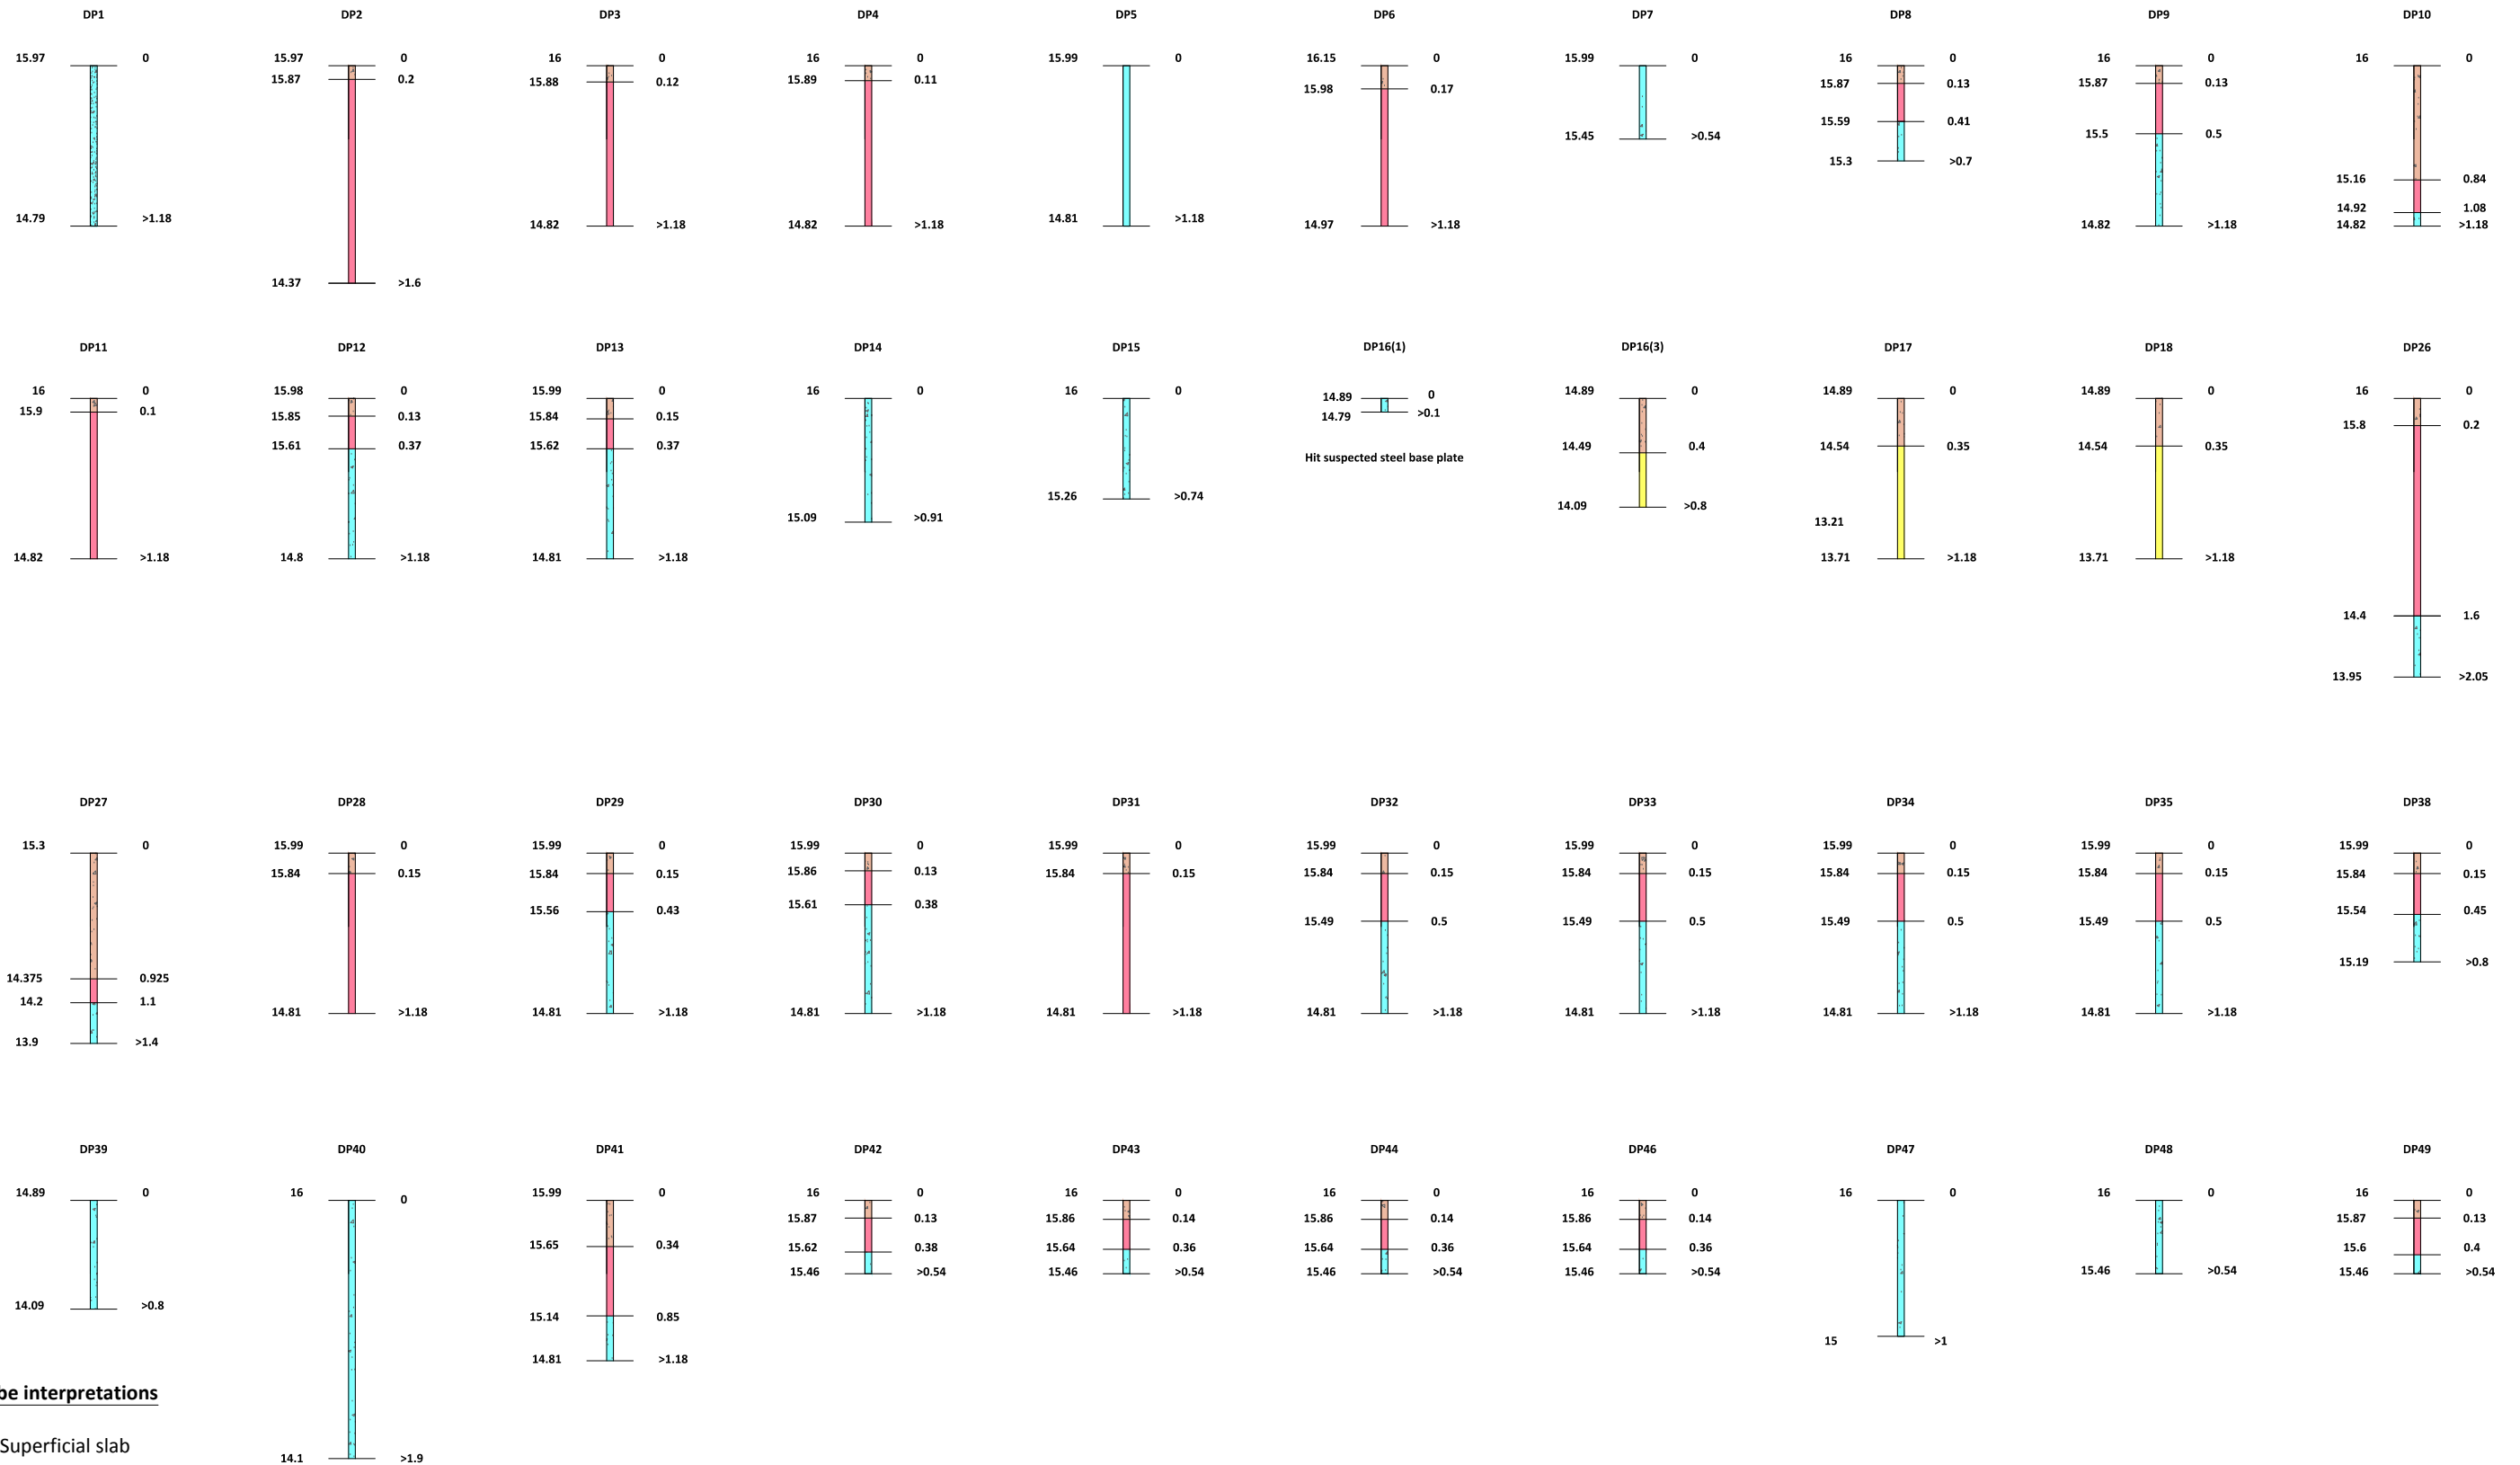 DP1 DP2 DP3 DP4 DP5 DP6 DP7 DP8 DP9 DP10
15.97 0 15.97 0 16 0 16 0 15.99 0 16.15 0 15.99 0 16 0 16 0 16 0
15.87 0.2 15.88 0.12 15.89 0.11 15.98 0.17 15.87 0.13 15.87 0.13
15.59 0.41 15.5 0.5
15.45 >0.54
15.3 >0.7
15.16 0.84
14.92 1.08
14.79 >1.18 14.82 >1.18 14.82 >1.18 14.81 >1.18 14.97 >1.18 14.82 >1.18 14.82 >1.18
14.37 >1.6
DP11 DP12 DP13 DP14 DP15 DP16(1) DP16(3) DP17 DP18 DP26
16 0 15.98 0 15.99 0 16 0 16 0 14.89 0 14.89 0 14.89 0 14.89 0 16 0
15.9 0.1 15.85 0.13 15.84 0.15 14.79 >0.1 15.8 0.2
15.61 0.37 15.62 0.37 14.49 0.4 14.54 0.35 14.54 0.35
Hit suspected steel base plate
15.26 >0.74 14.09 >0.8
15.09 >0.91 13.21
14.82 >1.18 14.8 >1.18 14.81 >1.18 13.71 >1.18 13.71 >1.18
14.4 1.6
13.95 >2.05
DP27 DP28 DP29 DP30 DP31 DP32 DP33 DP34 DP35 DP38
15.3 0 15.99 0 15.99 0 15.99 0 15.99 0 15.99 0 15.99 0 15.99 0 15.99 0 15.99 0
15.84 0.15 15.84 0.15 15.86 0.13 15.84 0.15 15.84 0.15 15.84 0.15 15.84 0.15 15.84 0.15 15.84 0.15
15.56 0.43 15.61 0.38 15.49 0.5 15.49 0.5 15.49 0.5 15.49 0.5 15.54 0.45
15.19 >0.8
14.375 0.925
14.2 1.1
14.81 >1.18 14.81 >1.18 14.81 >1.18 14.81 >1.18 14.81 >1.18 14.81 >1.18 14.81 >1.18 14.81 >1.18
13.9 >1.4
DP39 DP40 DP41 DP42 DP43 DP44 DP46 DP47 DP48 DP49
14.89 0 16 0 15.99 0 16 0 16 0 16 0 16 0 16 0 16 0 16 0
15.87 0.13 15.86 0.14 15.86 0.14 15.86 0.14 15.87 0.13
15.65 0.34 15.62 0.38 15.64 0.36 15.64 0.36 15.64 0.36 15.6 0.4
15.46 >0.54 15.46 >0.54 15.46 >0.54 15.46 >0.54 15.46 >0.54 15.46 >0.54
14.09 >0.8 15.14 0.85
15 >1
14.81 >1.18
be interpretations
Superficial slab
14.1 >1.9